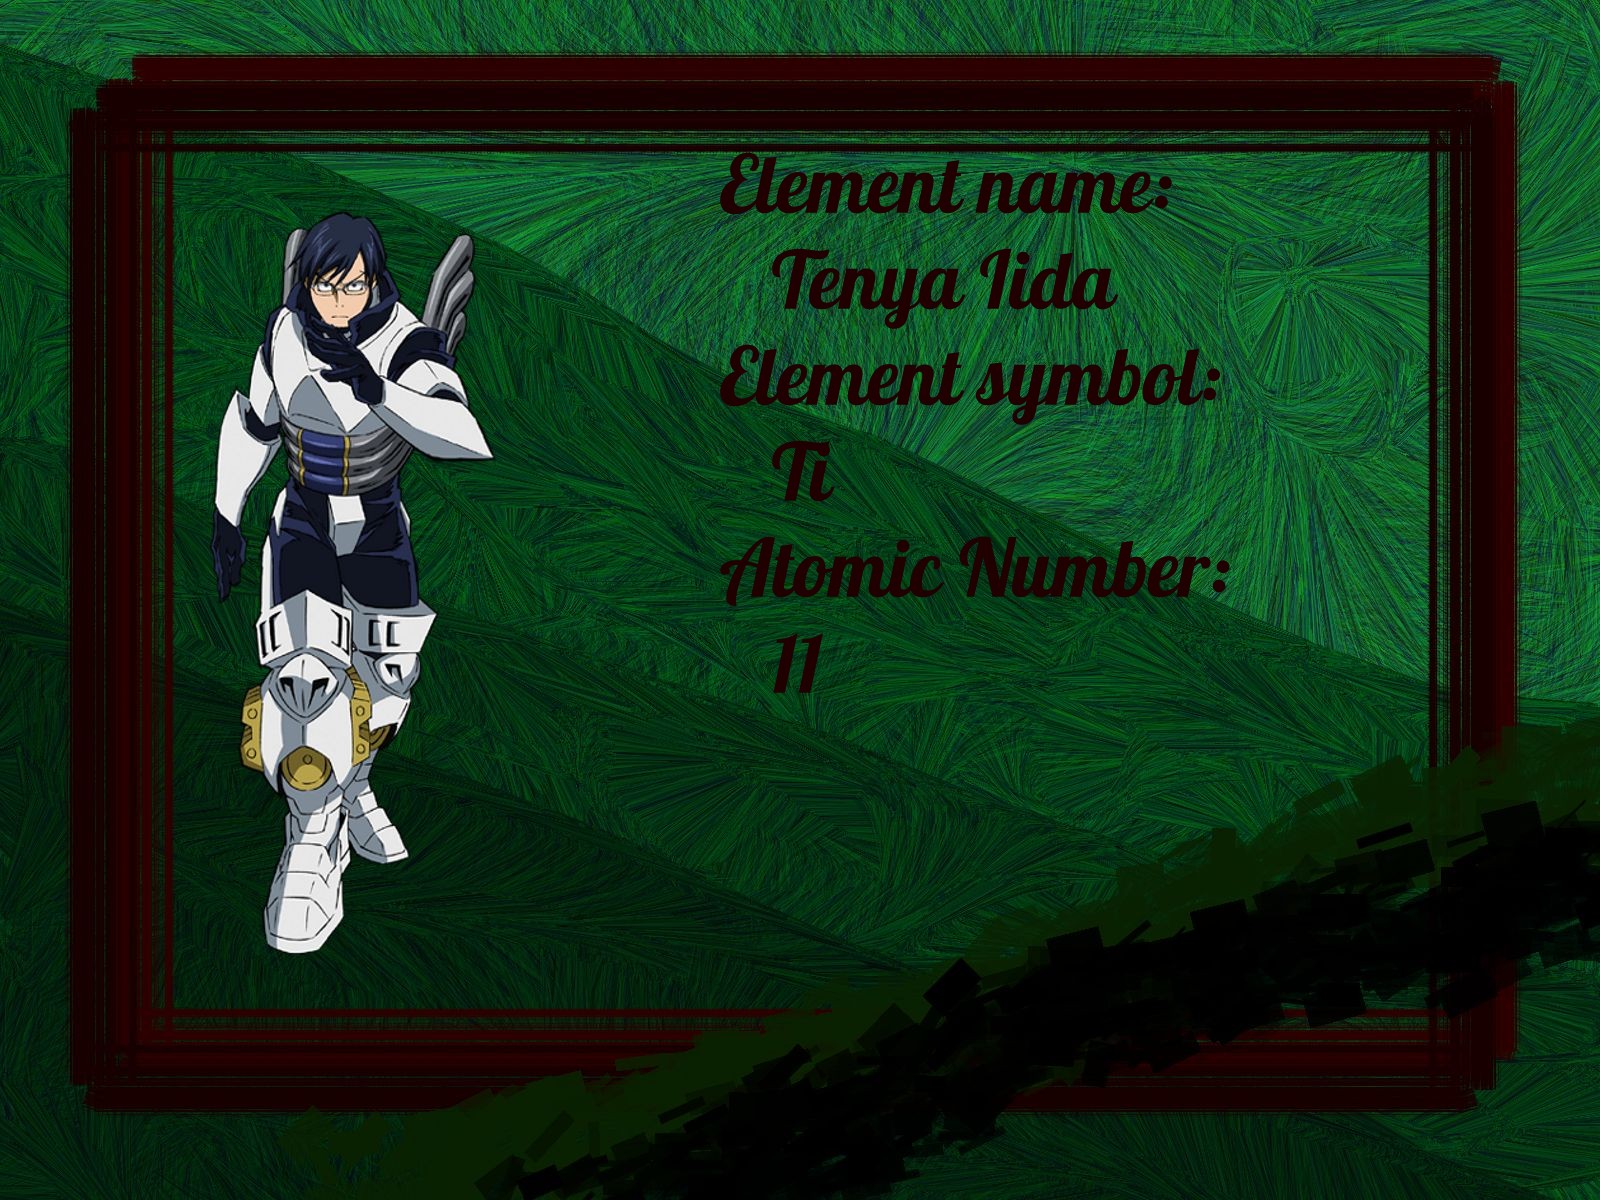 Element name:
Tenya Iida
Element symbol:
Ti
Atomic Number:
11